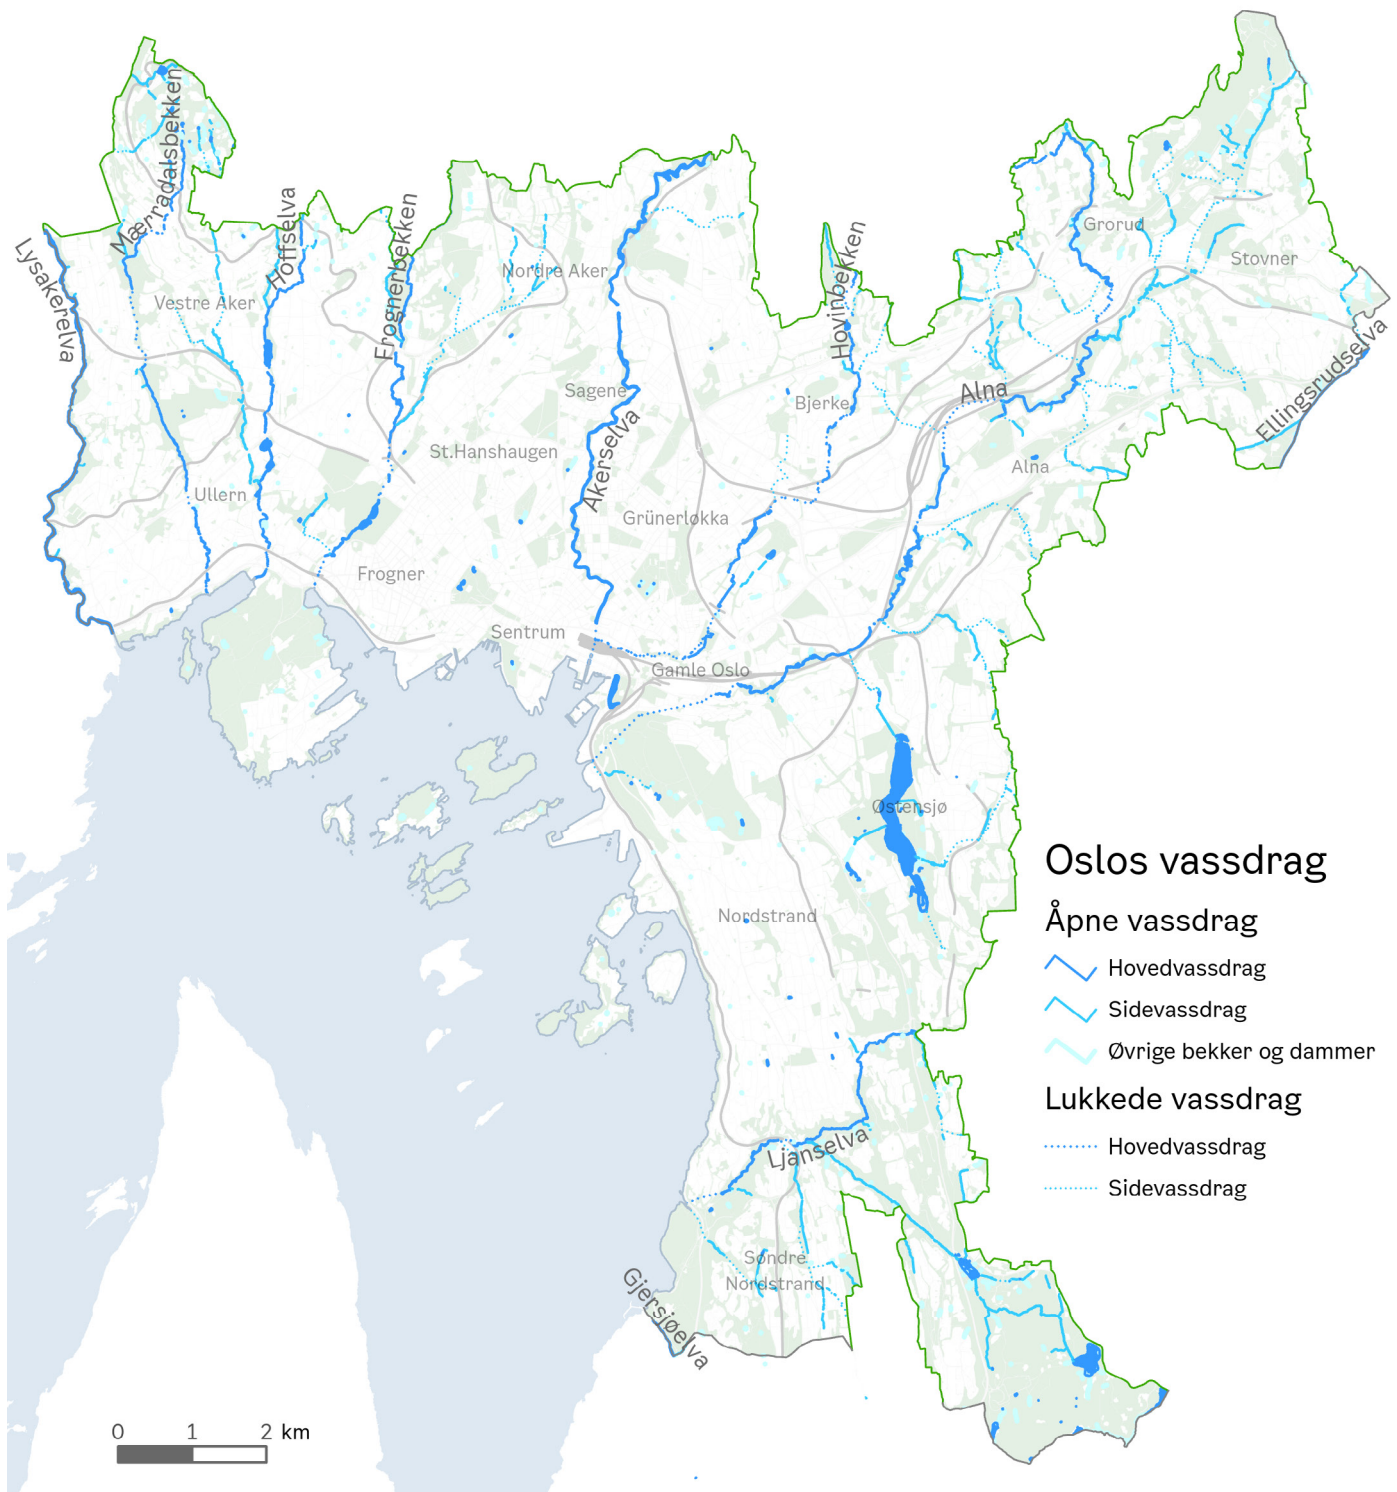 Mærradalsbekken
Hoffselva
Frognerbekken
Lysakerelva
Hovinbekken
Grorud
Stovner
Nordre Aker
Vestre Aker
Ellingsrudselva
Sagene
Bjerke
Alna
Akerselva
St.Hanshaugen
Alna
Ullern
Grünerløkka
Frogner
Sentrum
Gamle Oslo
Østensjø
Nordstrand
Ljanselva
Søndre
Nordstrand
Gjersjøelva
Oslos vassdrag
Åpne vassdrag
Hovedvassdrag
Sidevassdrag
Øvrige bekker og dammer
Lukkede vassdrag
Hovedvassdrag
Sidevassdrag
0 1 2 km